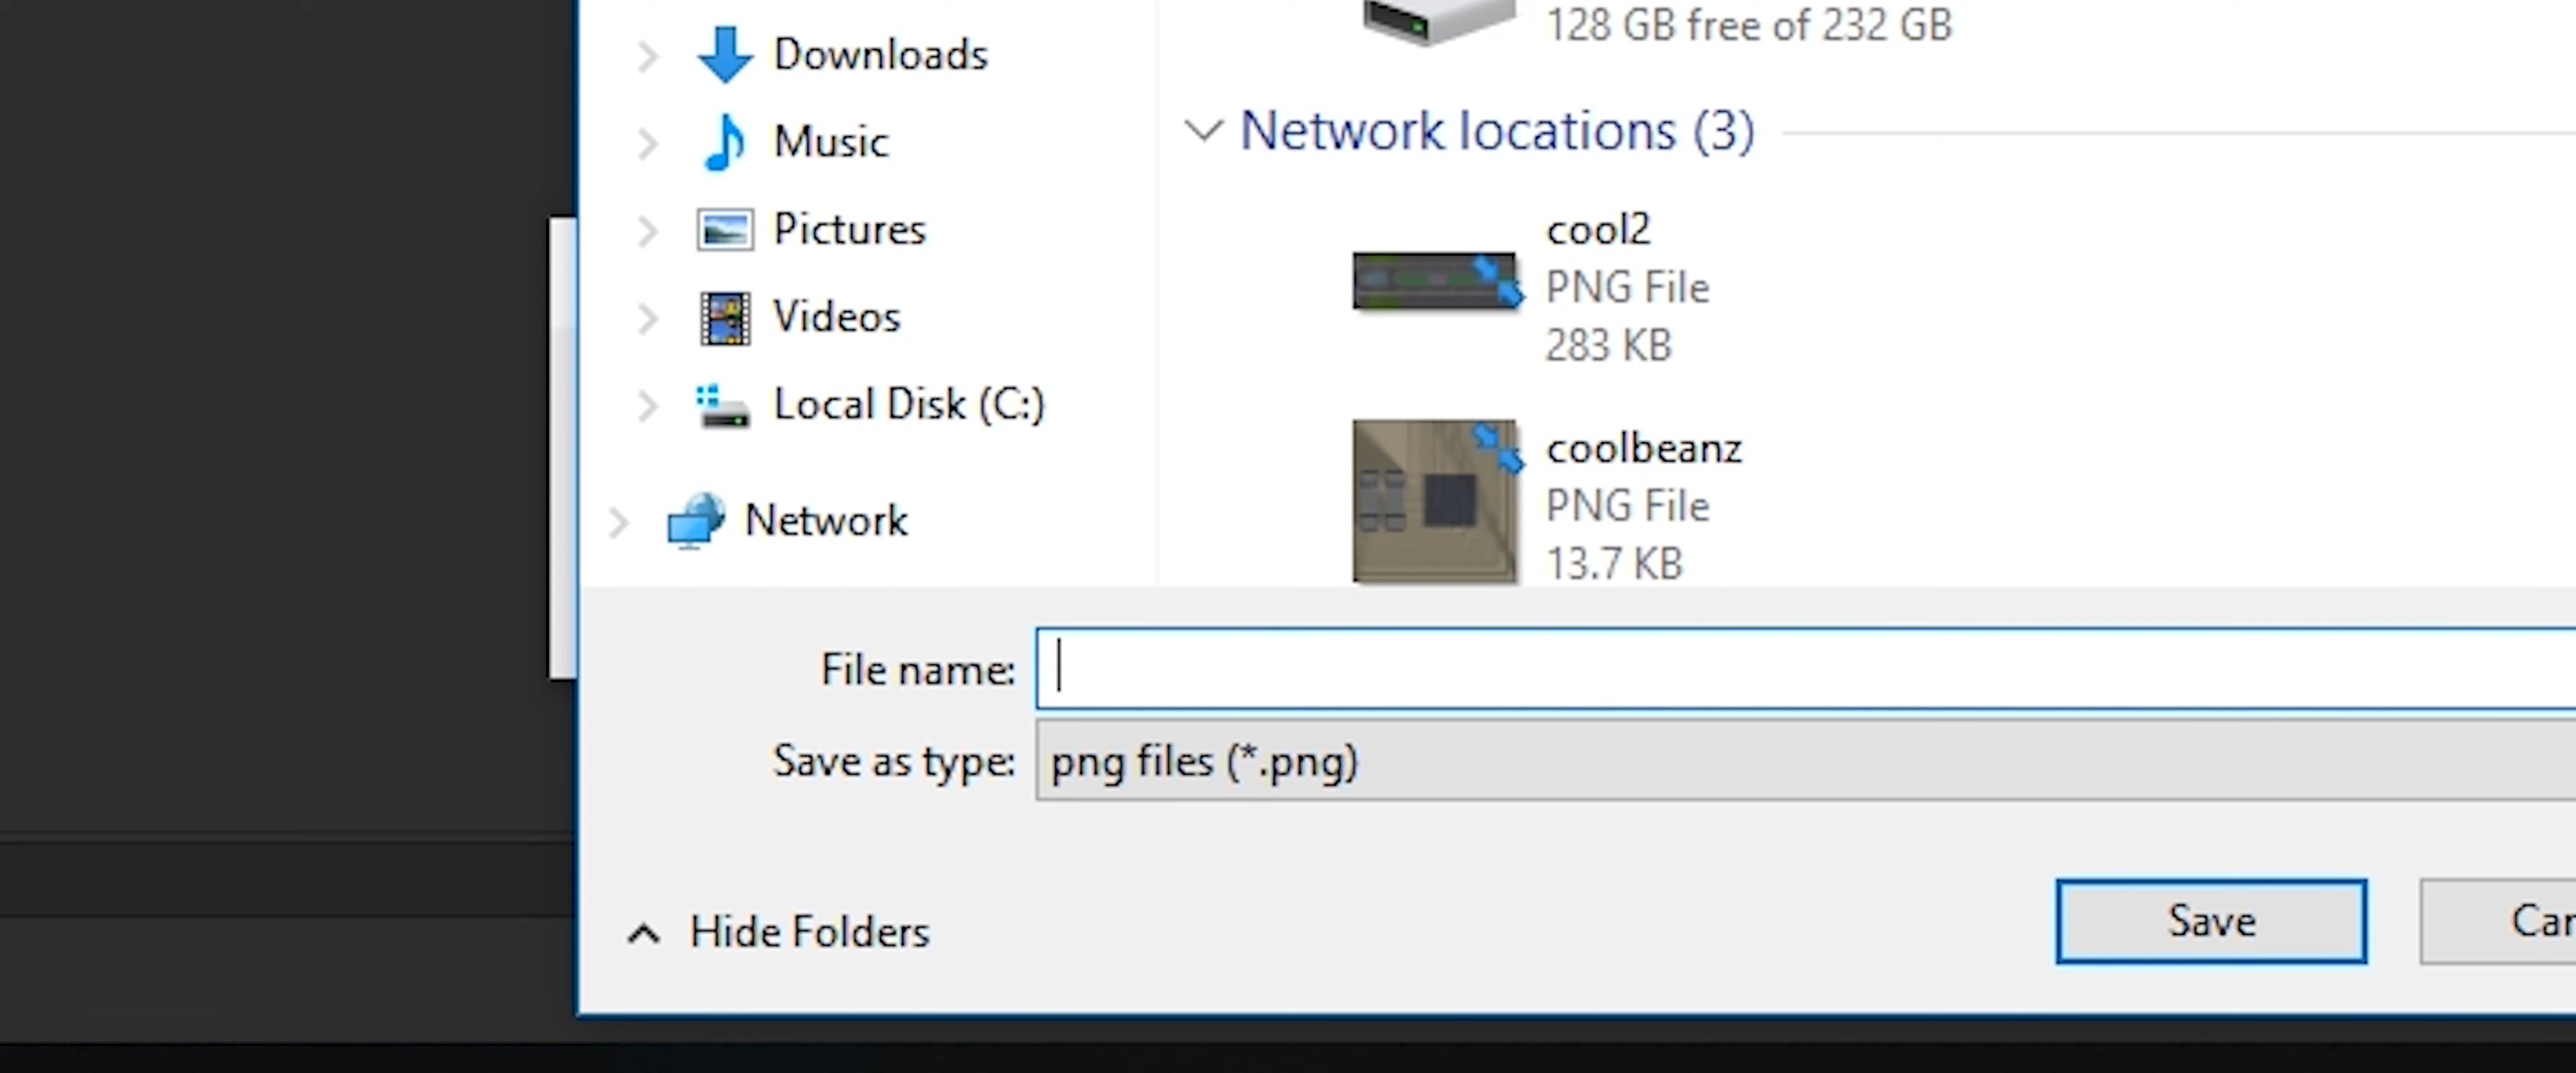 Downloads
Music
Pictures
Videos
Local Disk (C:)
Network
128 GB free of 232 GB
Network locations (3)
cool2
PNG File
283 KB
coolbeanz
PNG File
13.7 KB
File name:
Save as type: png files (*.png)
Hide Folders
Save